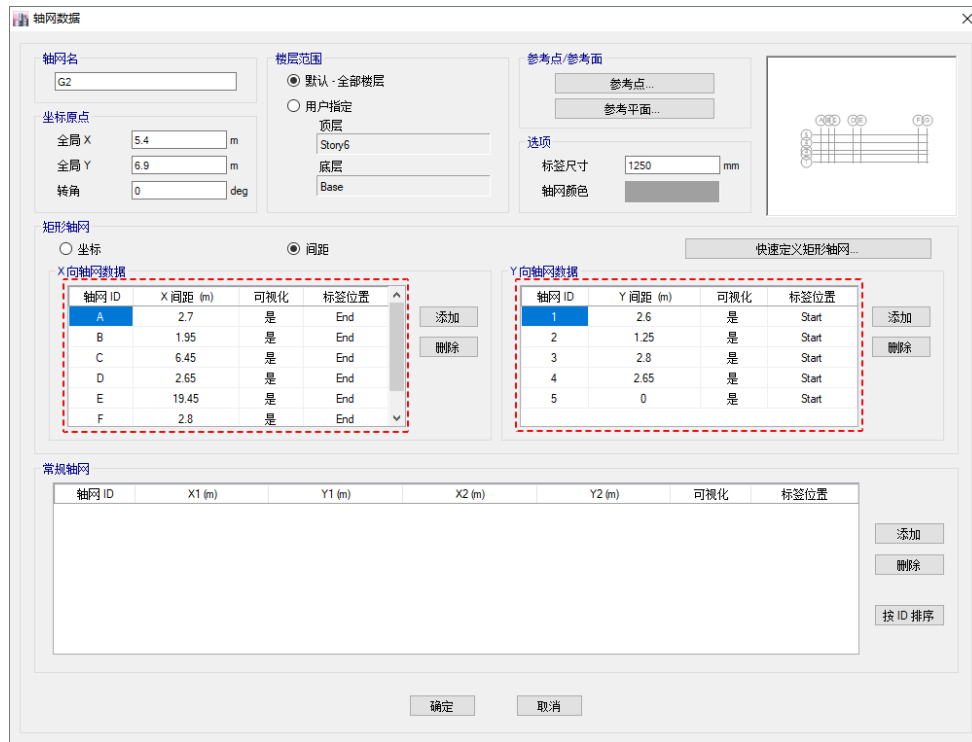 轴网数据
轴网名
G2
坐标原点
全局 X 5.4 m
全局 Y 6.9 m
转角 0 deg
楼层范围
默认 - 全部楼层
用户指定
顶层
Story6
底层
Base
参考点/参考面
参考点...
参考平面...
选项
标签尺寸 1250 mm
轴网颜色
A B C D E F G
1
矩形轴网
坐标 间距 快速定义矩形轴网...
X 向轴网数据
轴网 ID X 间距 (m) 可视化 标签位置
A 2.7 是 End
B 1.95 是 End
C 6.45 是 End
D 2.65 是 End
E 19.45 是 End
F 2.8 是 End
添加
删除
Y 向轴网数据
轴网 ID Y 间距 (m) 可视化 标签位置
1 2.6 是 Start
2 1.25 是 Start
3 2.8 是 Start
4 2.65 是 Start
5 0 是 Start
添加
删除
常规轴网
轴网 ID X1 (m) Y1 (m) X2 (m) Y2 (m) 可视化 标签位置
添加
删除
按 ID 排序
确定 取消